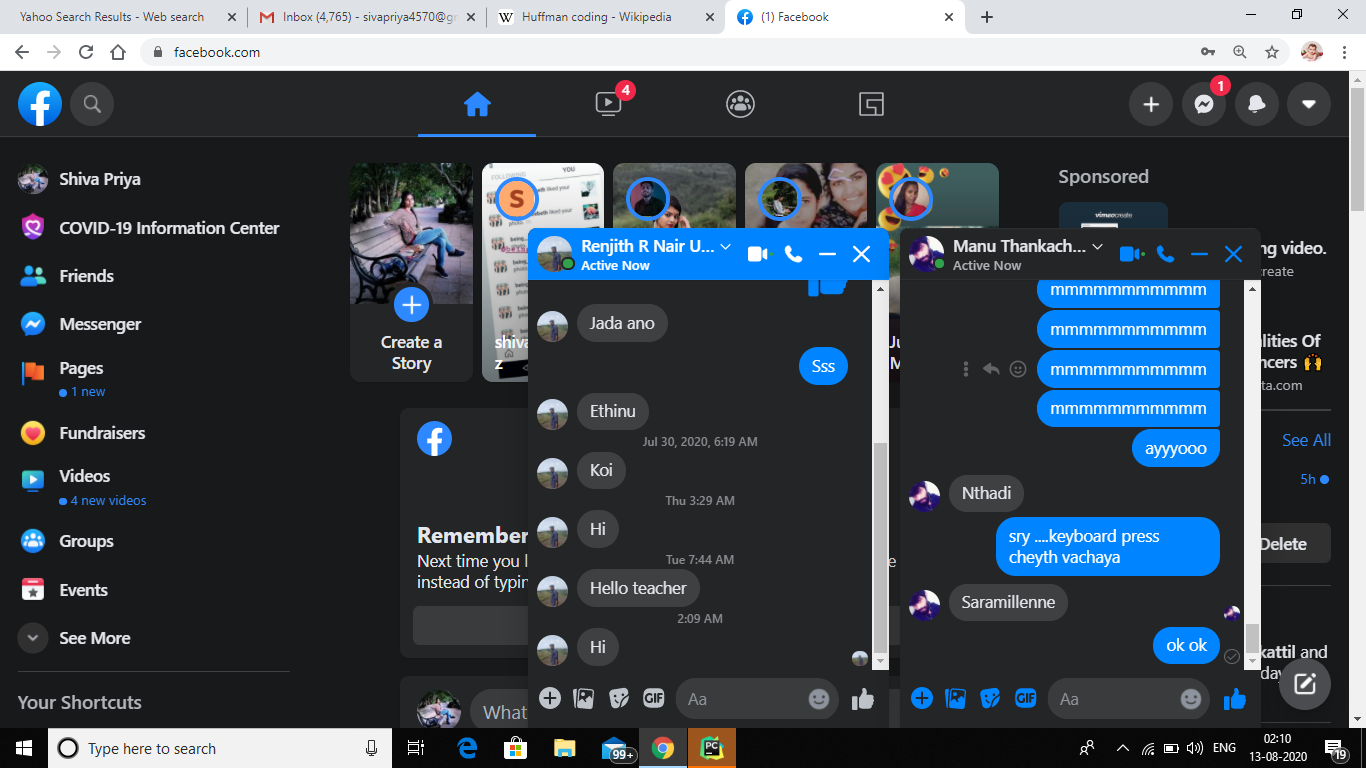 Yahoo Search Results - Web search
Inbox (4,765) - sivapriya4570@gr
Huffman coding - Wikipedia
(1) Facebook
facebook.com
4
1
Shiva Priya
COVID-19 Information Center
Friends
Messenger
Pages
1 new
Fundraisers
Videos
4 new videos
Groups
Events
See More
Your Shortcuts
Create a
Story
YOU
S
shiva
z
Remember
Next time you l
instead of typin
What
Renjith R Nair U...
Active Now
Jada ano
Sss
Ethinu
Jul 30, 2020, 6:19 AM
Koi
Thu 3:29 AM
Hi
Tue 7:44 AM
Hello teacher
2:09 AM
Hi
GIF
Aa
Manu Thankach...
Active Now
mmmmmmmmmmm
mmmmmmmmmmm
mmmmmmmmmmm
mmmmmmmmmmm
ayyyooo
Nthadi
sry ....keyboard press
cheyth vachaya
Saramillenne
ok ok
GIF
Aa
Sponsored
vimeocreate
ng video.
create
lities Of
ncers 🙌
ta.com
See All
5h
Delete
kattil and
day
Type here to search
99+
PC
ENG
02:10
13-08-2020
19